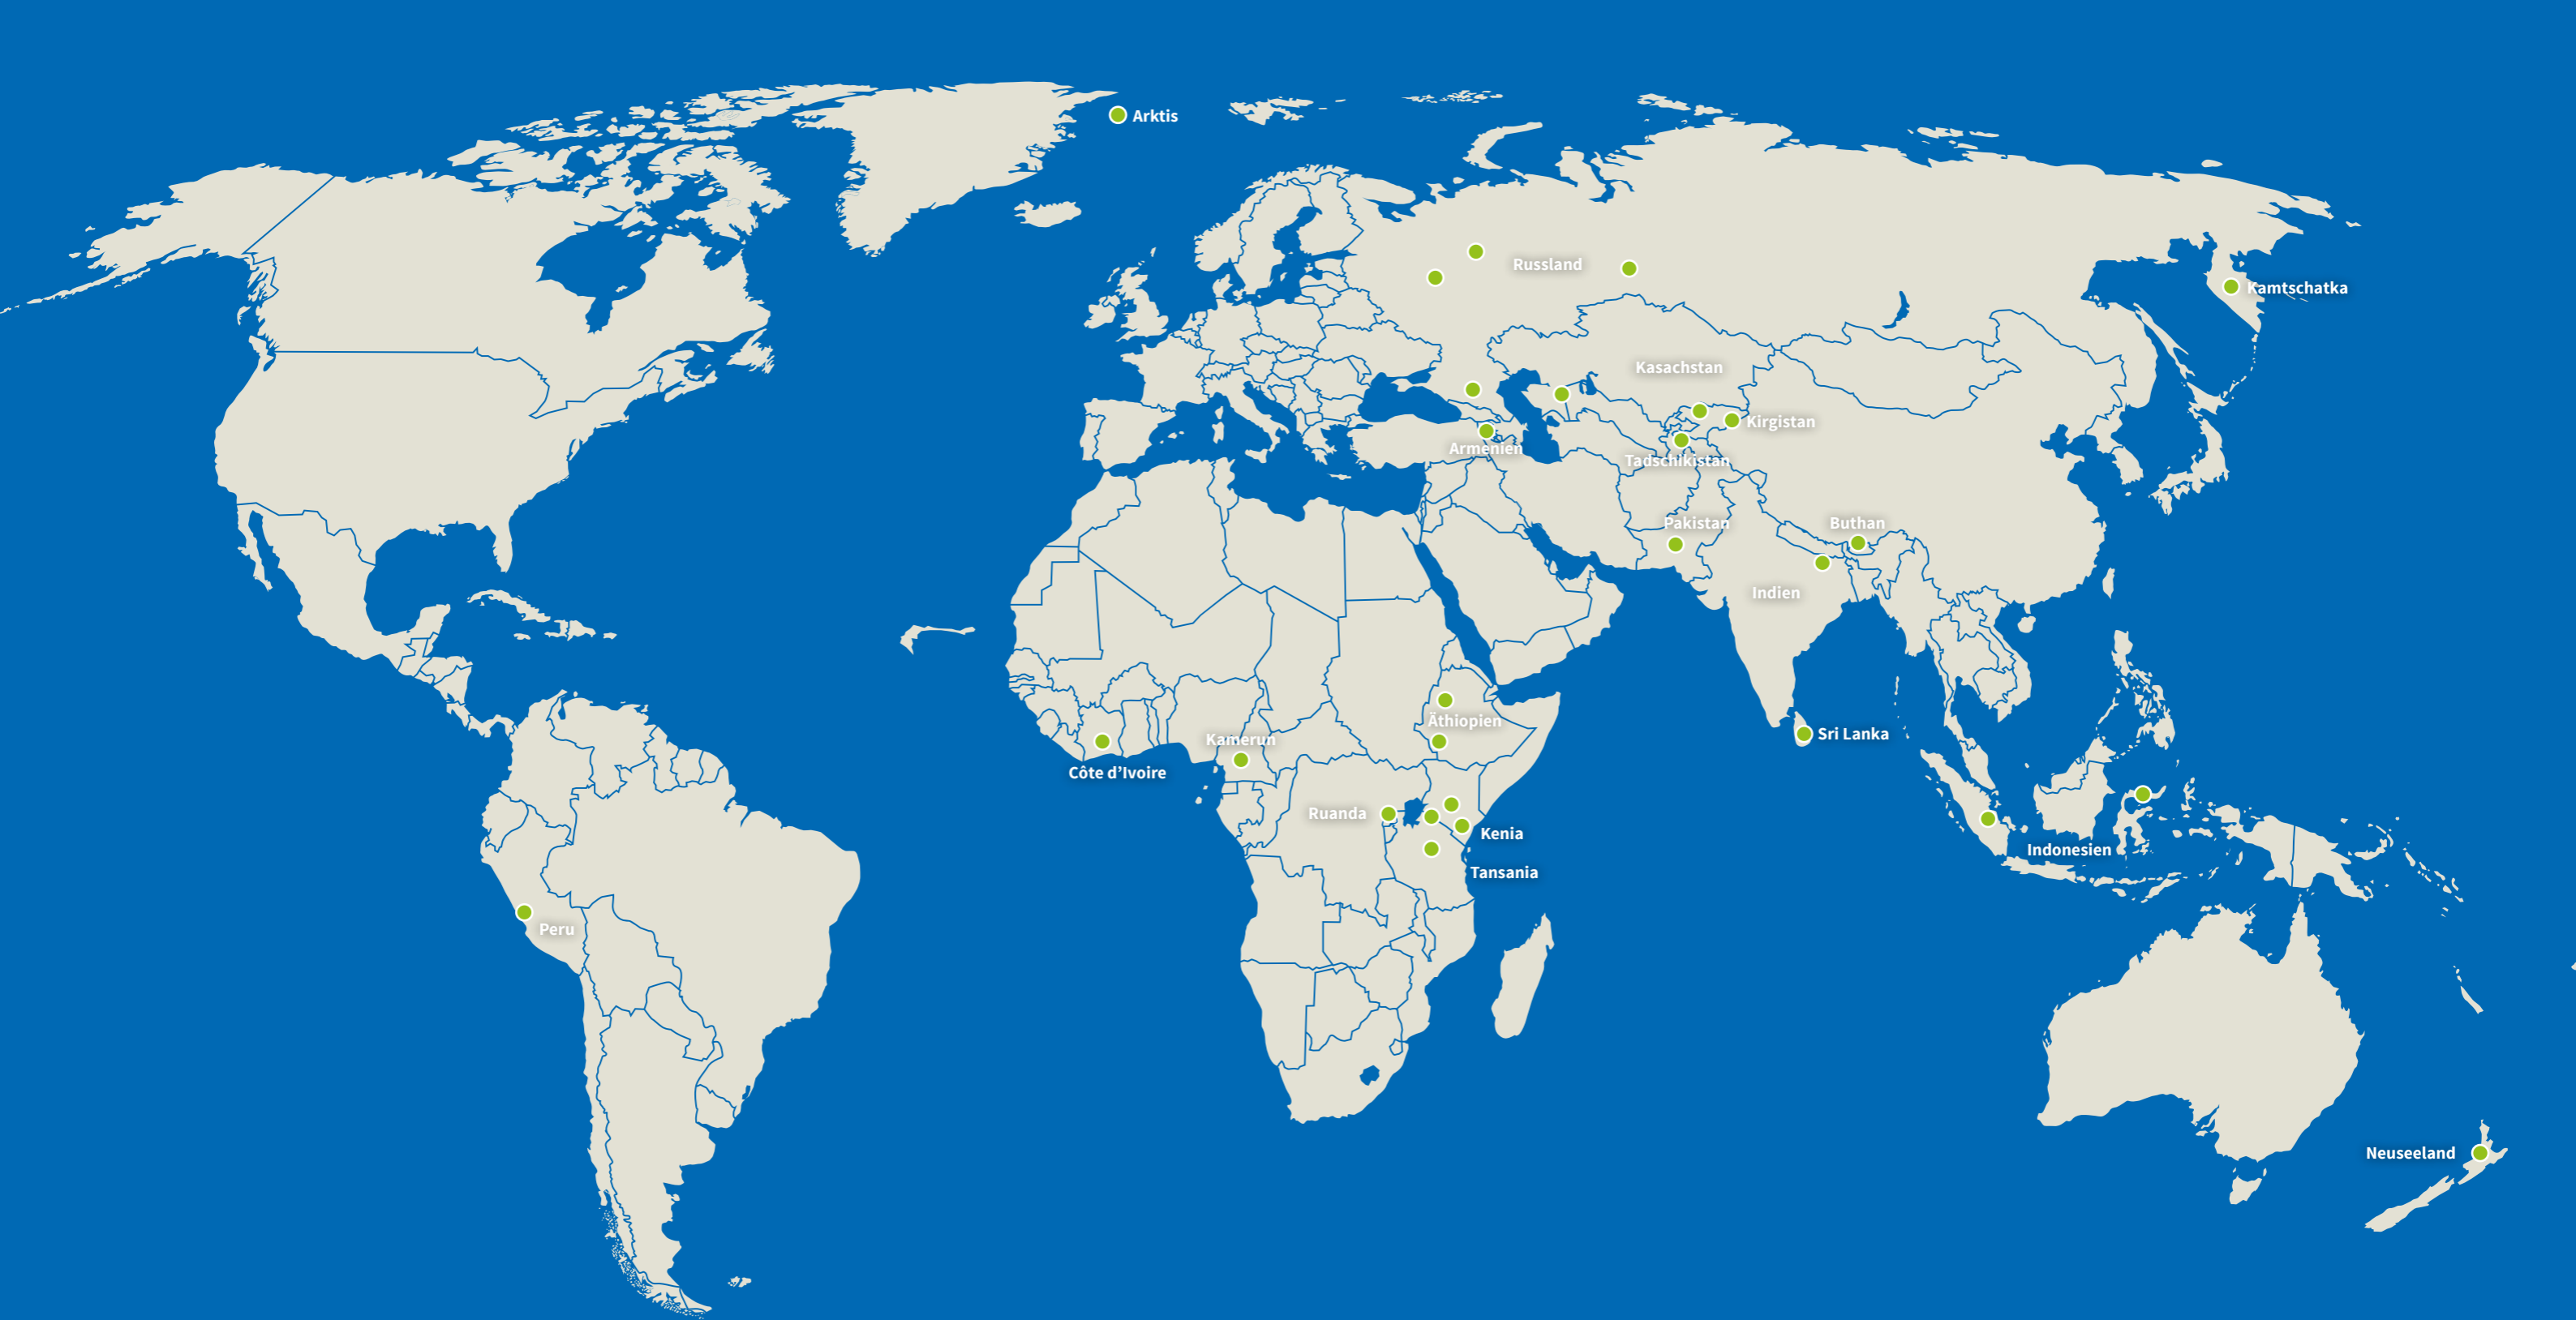 Arktis
Russland
Kamtschatka
Kasachstan
Kirgistan
Armenien
Tadschikistan
Pakistan
Buthan
Indien
Äthiopien
Sri Lanka
Kamerun
Côte d’Ivoire
Ruanda
Kenia
Indonesien
Tansania
Peru
Neuseeland